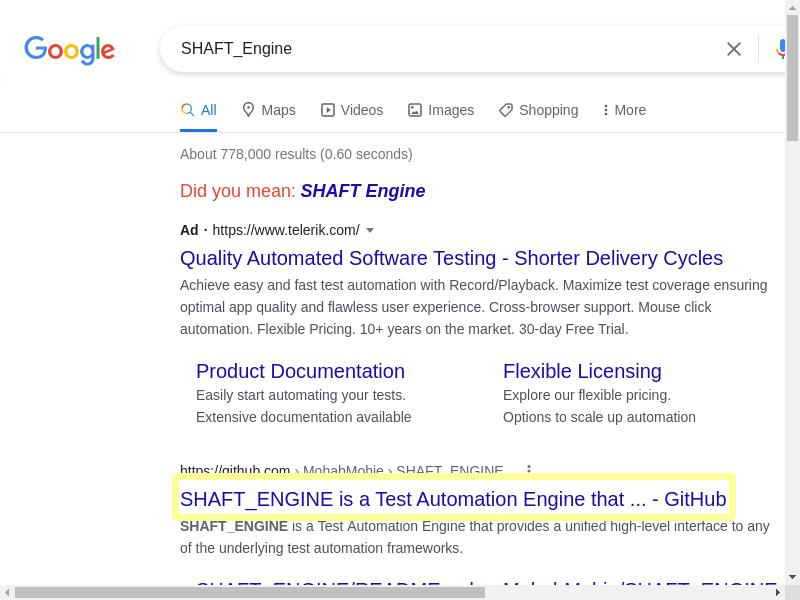 Google
SHAFT_Engine
All Maps Videos Images Shopping More
About 778,000 results (0.60 seconds)
Did you mean: SHAFT Engine
Ad · https://www.telerik.com/
Quality Automated Software Testing - Shorter Delivery Cycles
Achieve easy and fast test automation with Record/Playback. Maximize test coverage ensuring
optimal app quality and flawless user experience. Cross-browser support. Mouse click
automation. Flexible Pricing. 10+ years on the market. 30-day Free Trial.
Product Documentation
Easily start automating your tests.
Extensive documentation available
Flexible Licensing
Explore our flexible pricing.
Options to scale up automation
https://github.com › MohabMohie › SHAFT_ENGINE
SHAFT_ENGINE is a Test Automation Engine that ... - GitHub
SHAFT_ENGINE is a Test Automation Engine that provides a unified high-level interface to any
of the underlying test automation frameworks.